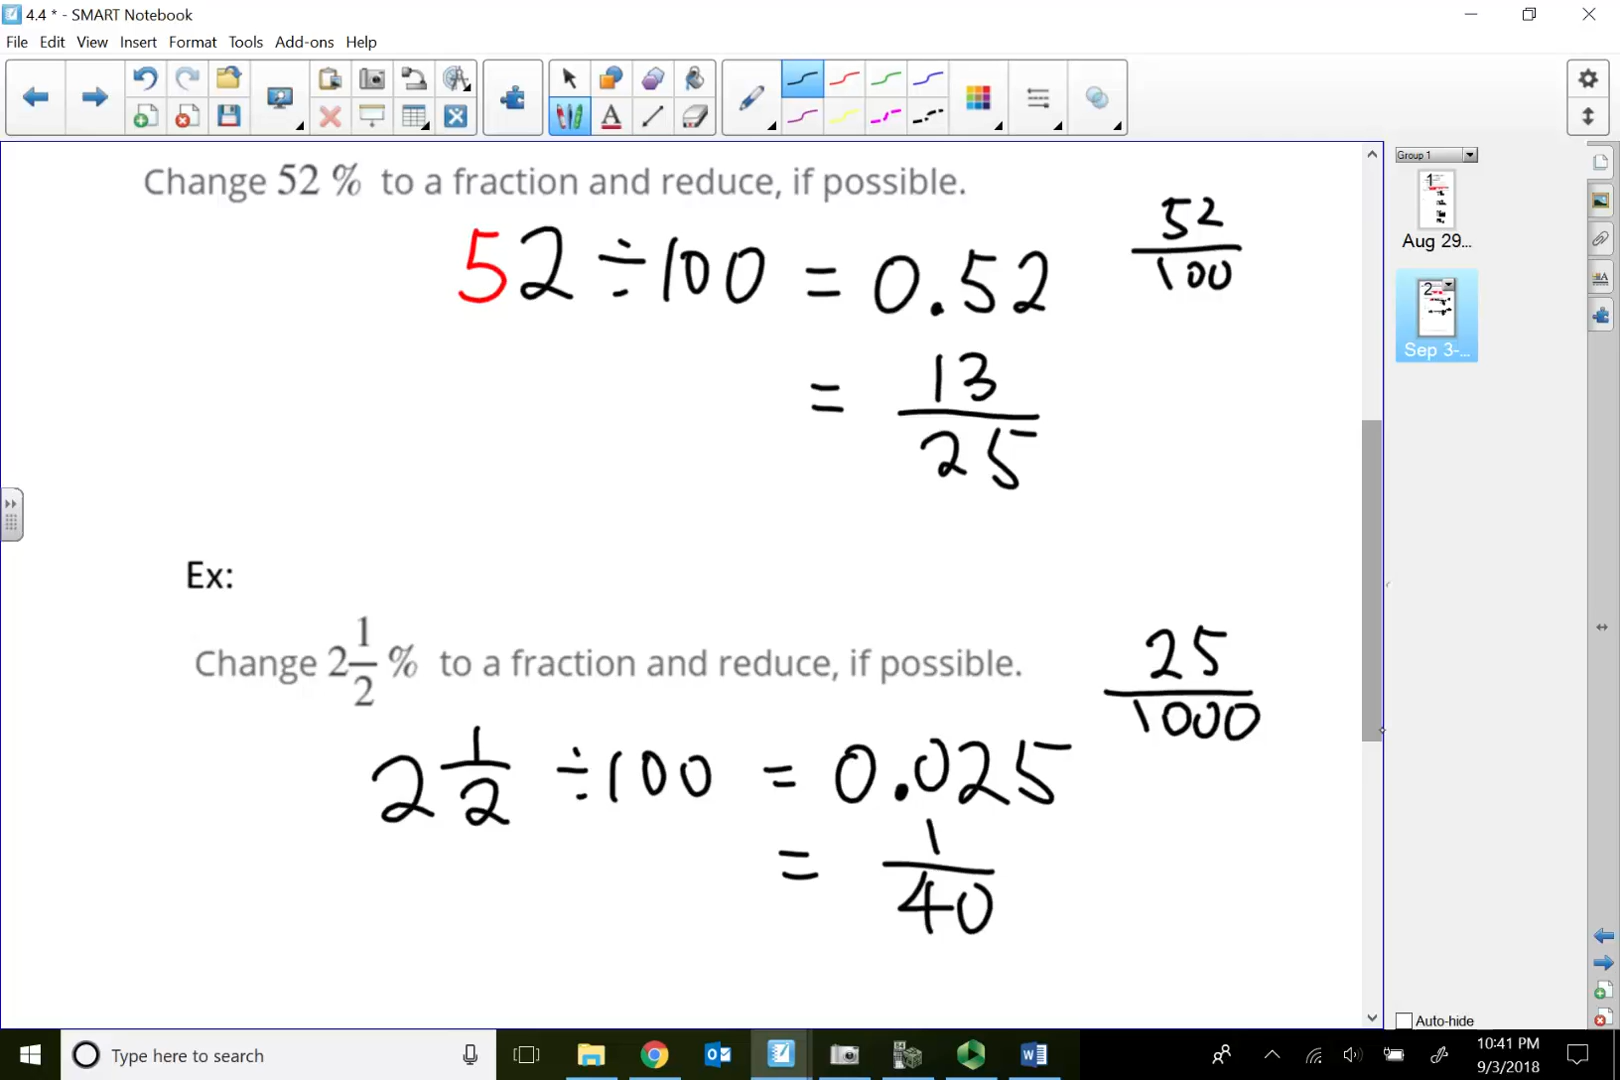 4.4 * - SMART Notebook
File Edit View Insert Format Tools Add-ons Help
Change 52 % to a fraction and reduce, if possible.
52 ÷ 100 = 0.52
52
100
= 13/25
Ex:
Change 2 1/2 % to a fraction and reduce, if possible.
25
1000
2 1/2 ÷ 100 = 0.025
= 1/40
Group 1
1
Aug 29...
2
Sep 3-...
Auto-hide
Type here to search
10:41 PM
9/3/2018